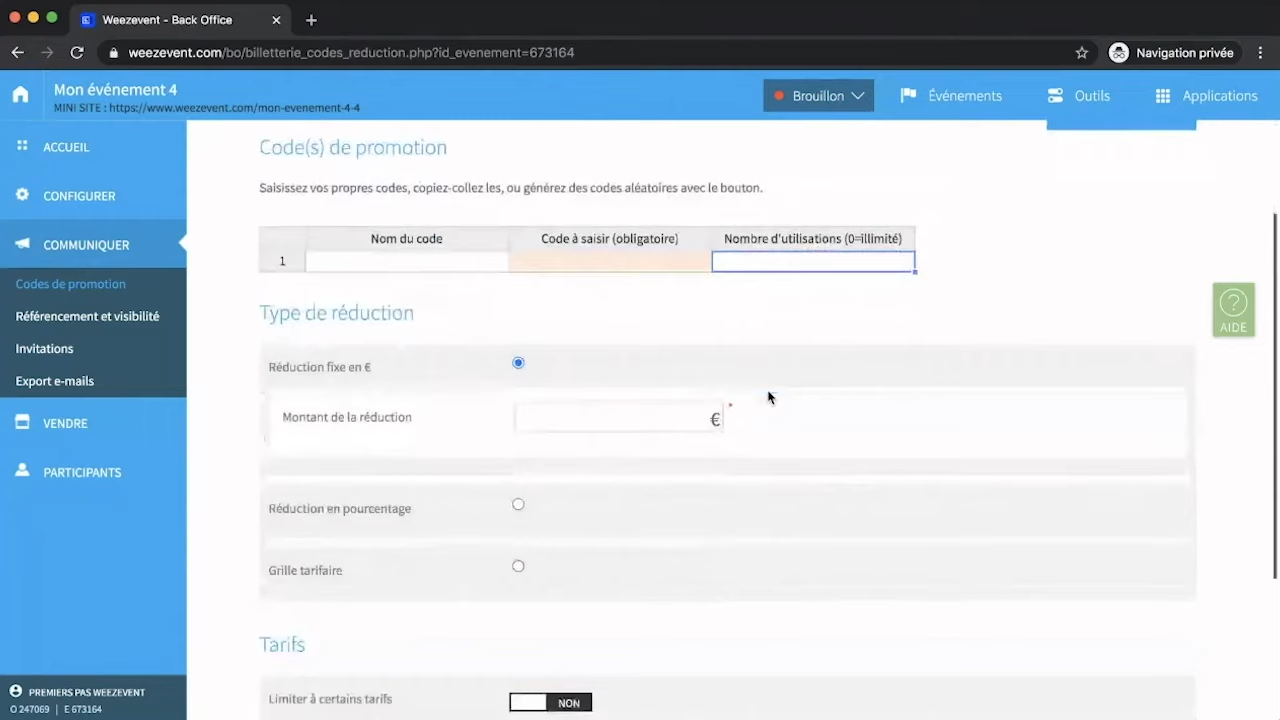 Weezevent - Back Office
weezevent.com/bo/billetterie_codes_reduction.php?id_evenement=673164
Navigation privée
Mon événement 4
MINI SITE : https://www.weezevent.com/mon-evenement-4-4
Brouillon
Événements
Outils
Applications
ACCUEIL
CONFIGURER
COMMUNIQUER
Codes de promotion
Référencement et visibilité
Invitations
Export e-mails
VENDRE
PARTICIPANTS
PREMIERS PAS WEEZEVENT
O 247069 | E 673164
Code(s) de promotion
Saisissez vos propres codes, copiez-collez les, ou générez des codes aléatoires avec le bouton.
Nom du code
Code à saisir (obligatoire)
Nombre d'utilisations (0=illimité)
1
Type de réduction
Réduction fixe en €
Montant de la réduction
€ *
Réduction en pourcentage
Grille tarifaire
Tarifs
Limiter à certains tarifs
NON
?
AIDE